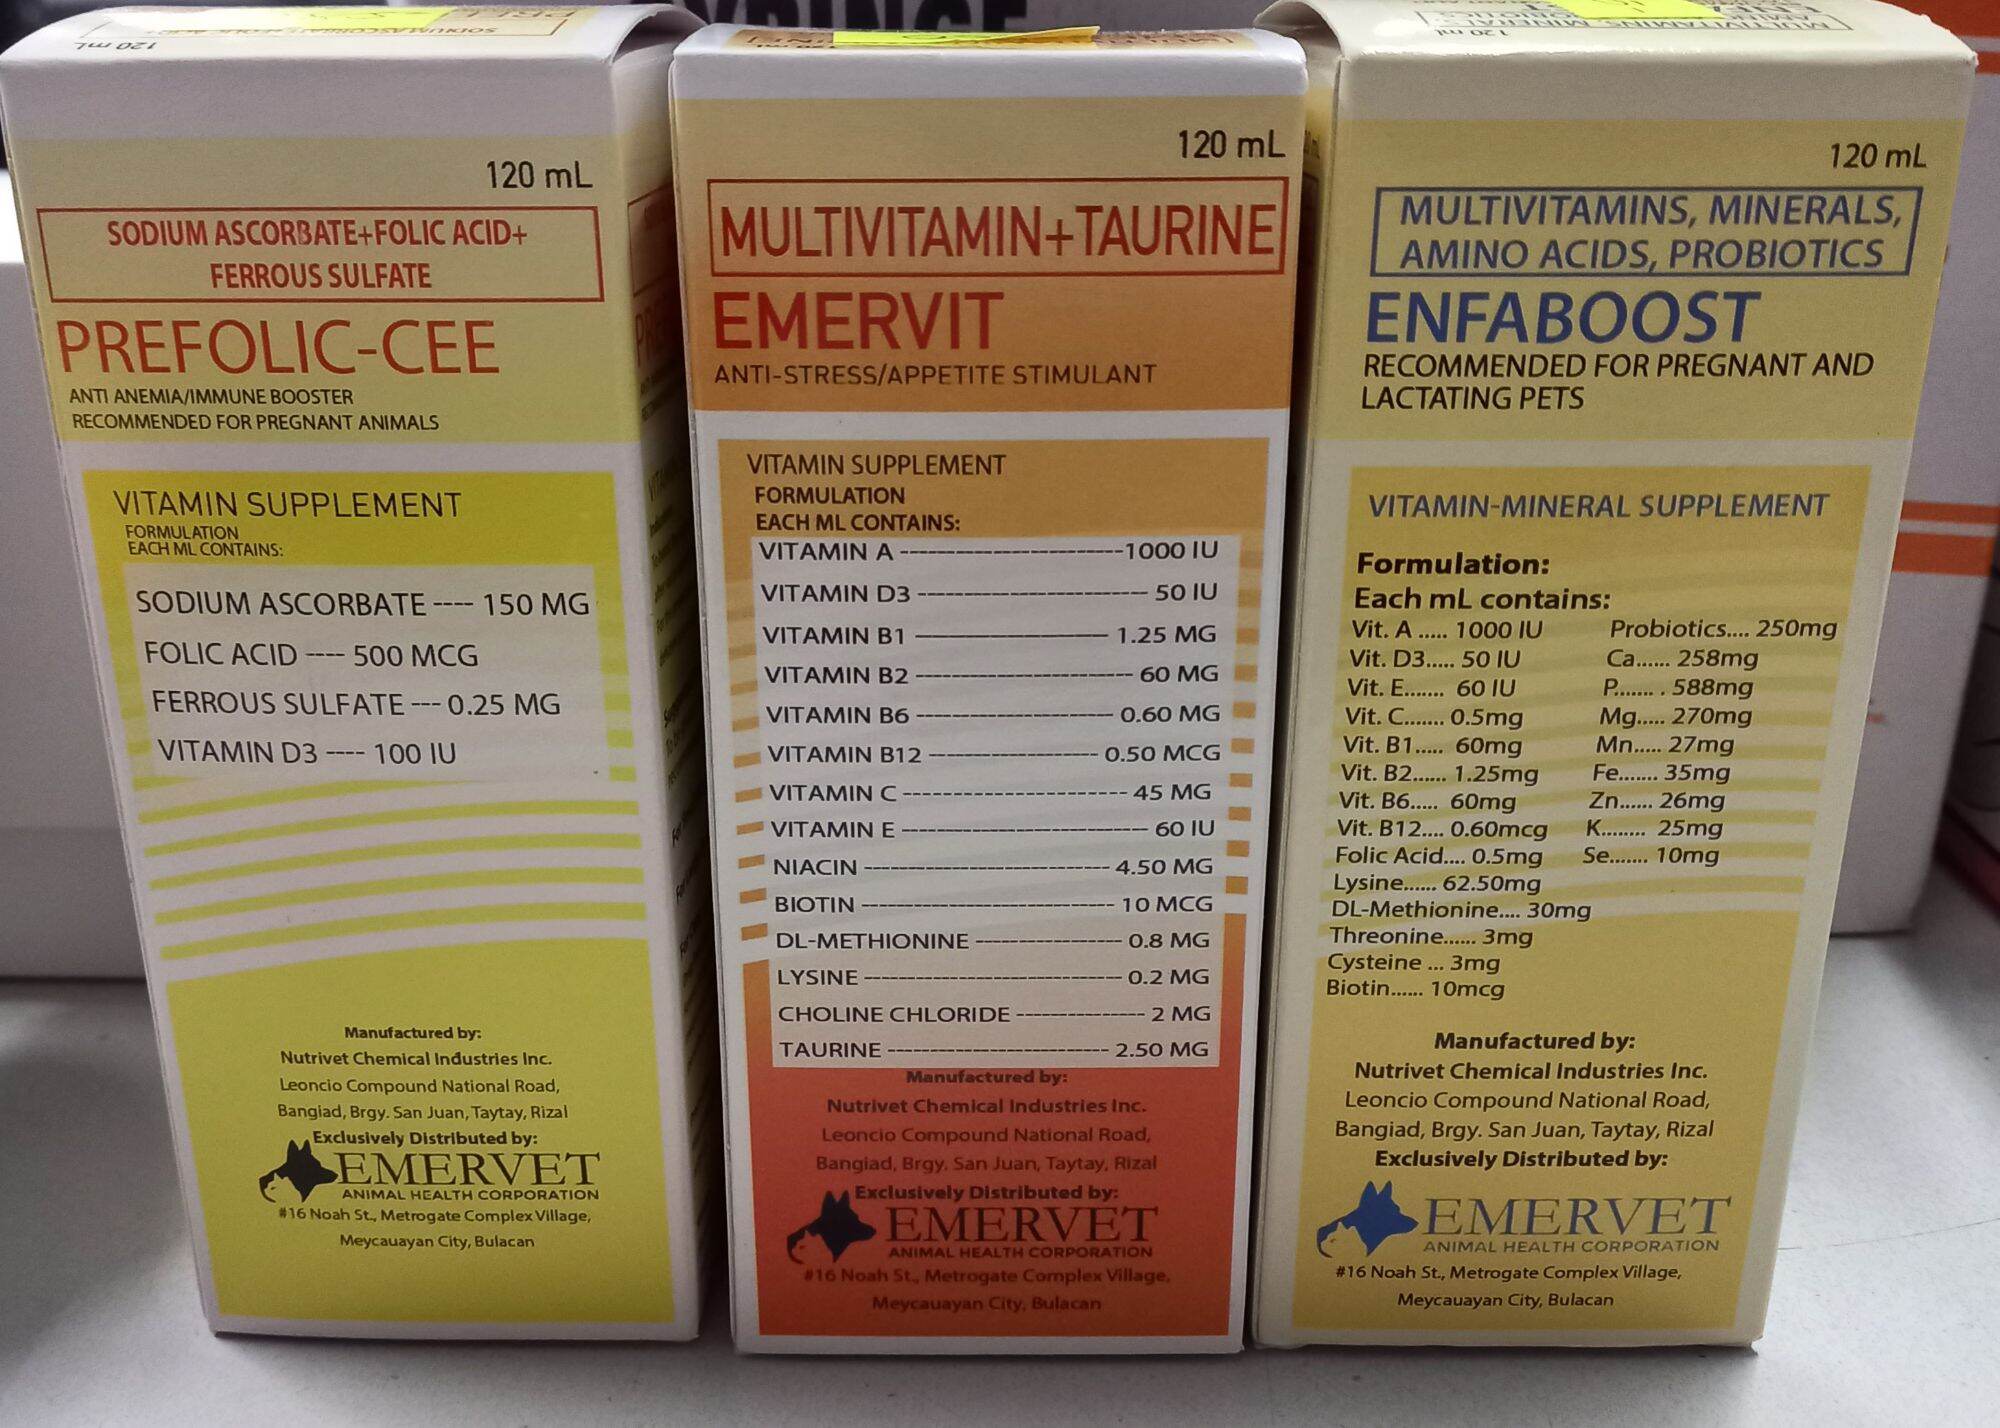 SYRINGE
120 mL
120 mL
SODIUM ASCORBATE+FOLIC ACID+
FERROUS SULFATE
PREFOLIC-CEE
ANTI ANEMIA/IMMUNE BOOSTER
RECOMMENDED FOR PREGNANT ANIMALS
VITAMIN SUPPLEMENT
FORMULATION
EACH ML CONTAINS:
SODIUM ASCORBATE ---- 150 MG
FOLIC ACID ---- 500 MCG
FERROUS SULFATE --- 0.25 MG
VITAMIN D3 ---- 100 IU
Manufactured by:
Nutrivet Chemical Industries Inc.
Leoncio Compound National Road,
Bangiad, Brgy. San Juan, Taytay, Rizal
Exclusively Distributed by:
EMERVET
ANIMAL HEALTH CORPORATION
#16 Noah St., Metrogate Complex Village,
Meycauayan City, Bulacan
120 mL
MULTIVITAMIN+TAURINE
EMERVIT
ANTI-STRESS/APPETITE STIMULANT
VITAMIN SUPPLEMENT
FORMULATION
EACH ML CONTAINS:
VITAMIN A ------------------------1000 IU
VITAMIN D3 ------------------------- 50 IU
VITAMIN B1 --------------------- 1.25 MG
VITAMIN B2 ------------------------ 60 MG
VITAMIN B6 --------------------- 0.60 MG
VITAMIN B12 ------------------ 0.50 MCG
VITAMIN C ------------------------- 45 MG
VITAMIN E --------------------------- 60 IU
NIACIN --------------------------- 4.50 MG
BIOTIN ---------------------------- 10 MCG
DL-METHIONINE ---------------- 0.8 MG
LYSINE ---------------------------- 0.2 MG
CHOLINE CHLORIDE -------------- 2 MG
TAURINE ------------------------ 2.50 MG
Manufactured by:
Nutrivet Chemical Industries Inc.
Leoncio Compound National Road,
Bangiad, Brgy. San Juan, Taytay, Rizal
Exclusively Distributed by:
EMERVET
ANIMAL HEALTH CORPORATION
#16 Noah St., Metrogate Complex Village,
Meycauayan City, Bulacan
120 mL
120 mL
MULTIVITAMINS, MINERALS,
AMINO ACIDS, PROBIOTICS
ENFABOOST
RECOMMENDED FOR PREGNANT AND
LACTATING PETS
VITAMIN-MINERAL SUPPLEMENT
Formulation:
Each mL contains:
Vit. A ..... 1000 IU Probiotics.... 250mg
Vit. D3..... 50 IU Ca...... 258mg
Vit. E....... 60 IU P....... . 588mg
Vit. C....... 0.5mg Mg..... 270mg
Vit. B1..... 60mg Mn..... 27mg
Vit. B2...... 1.25mg Fe....... 35mg
Vit. B6..... 60mg Zn...... 26mg
Vit. B12.... 0.60mcg K........ 25mg
Folic Acid.... 0.5mg Se....... 10mg
Lysine...... 62.50mg
DL-Methionine.... 30mg
Threonine...... 3mg
Cysteine ... 3mg
Biotin...... 10mcg
Manufactured by:
Nutrivet Chemical Industries Inc.
Leoncio Compound National Road,
Bangiad, Brgy. San Juan, Taytay, Rizal
Exclusively Distributed by:
EMERVET
ANIMAL HEALTH CORPORATION
#16 Noah St., Metrogate Complex Village,
Meycauayan City, Bulacan